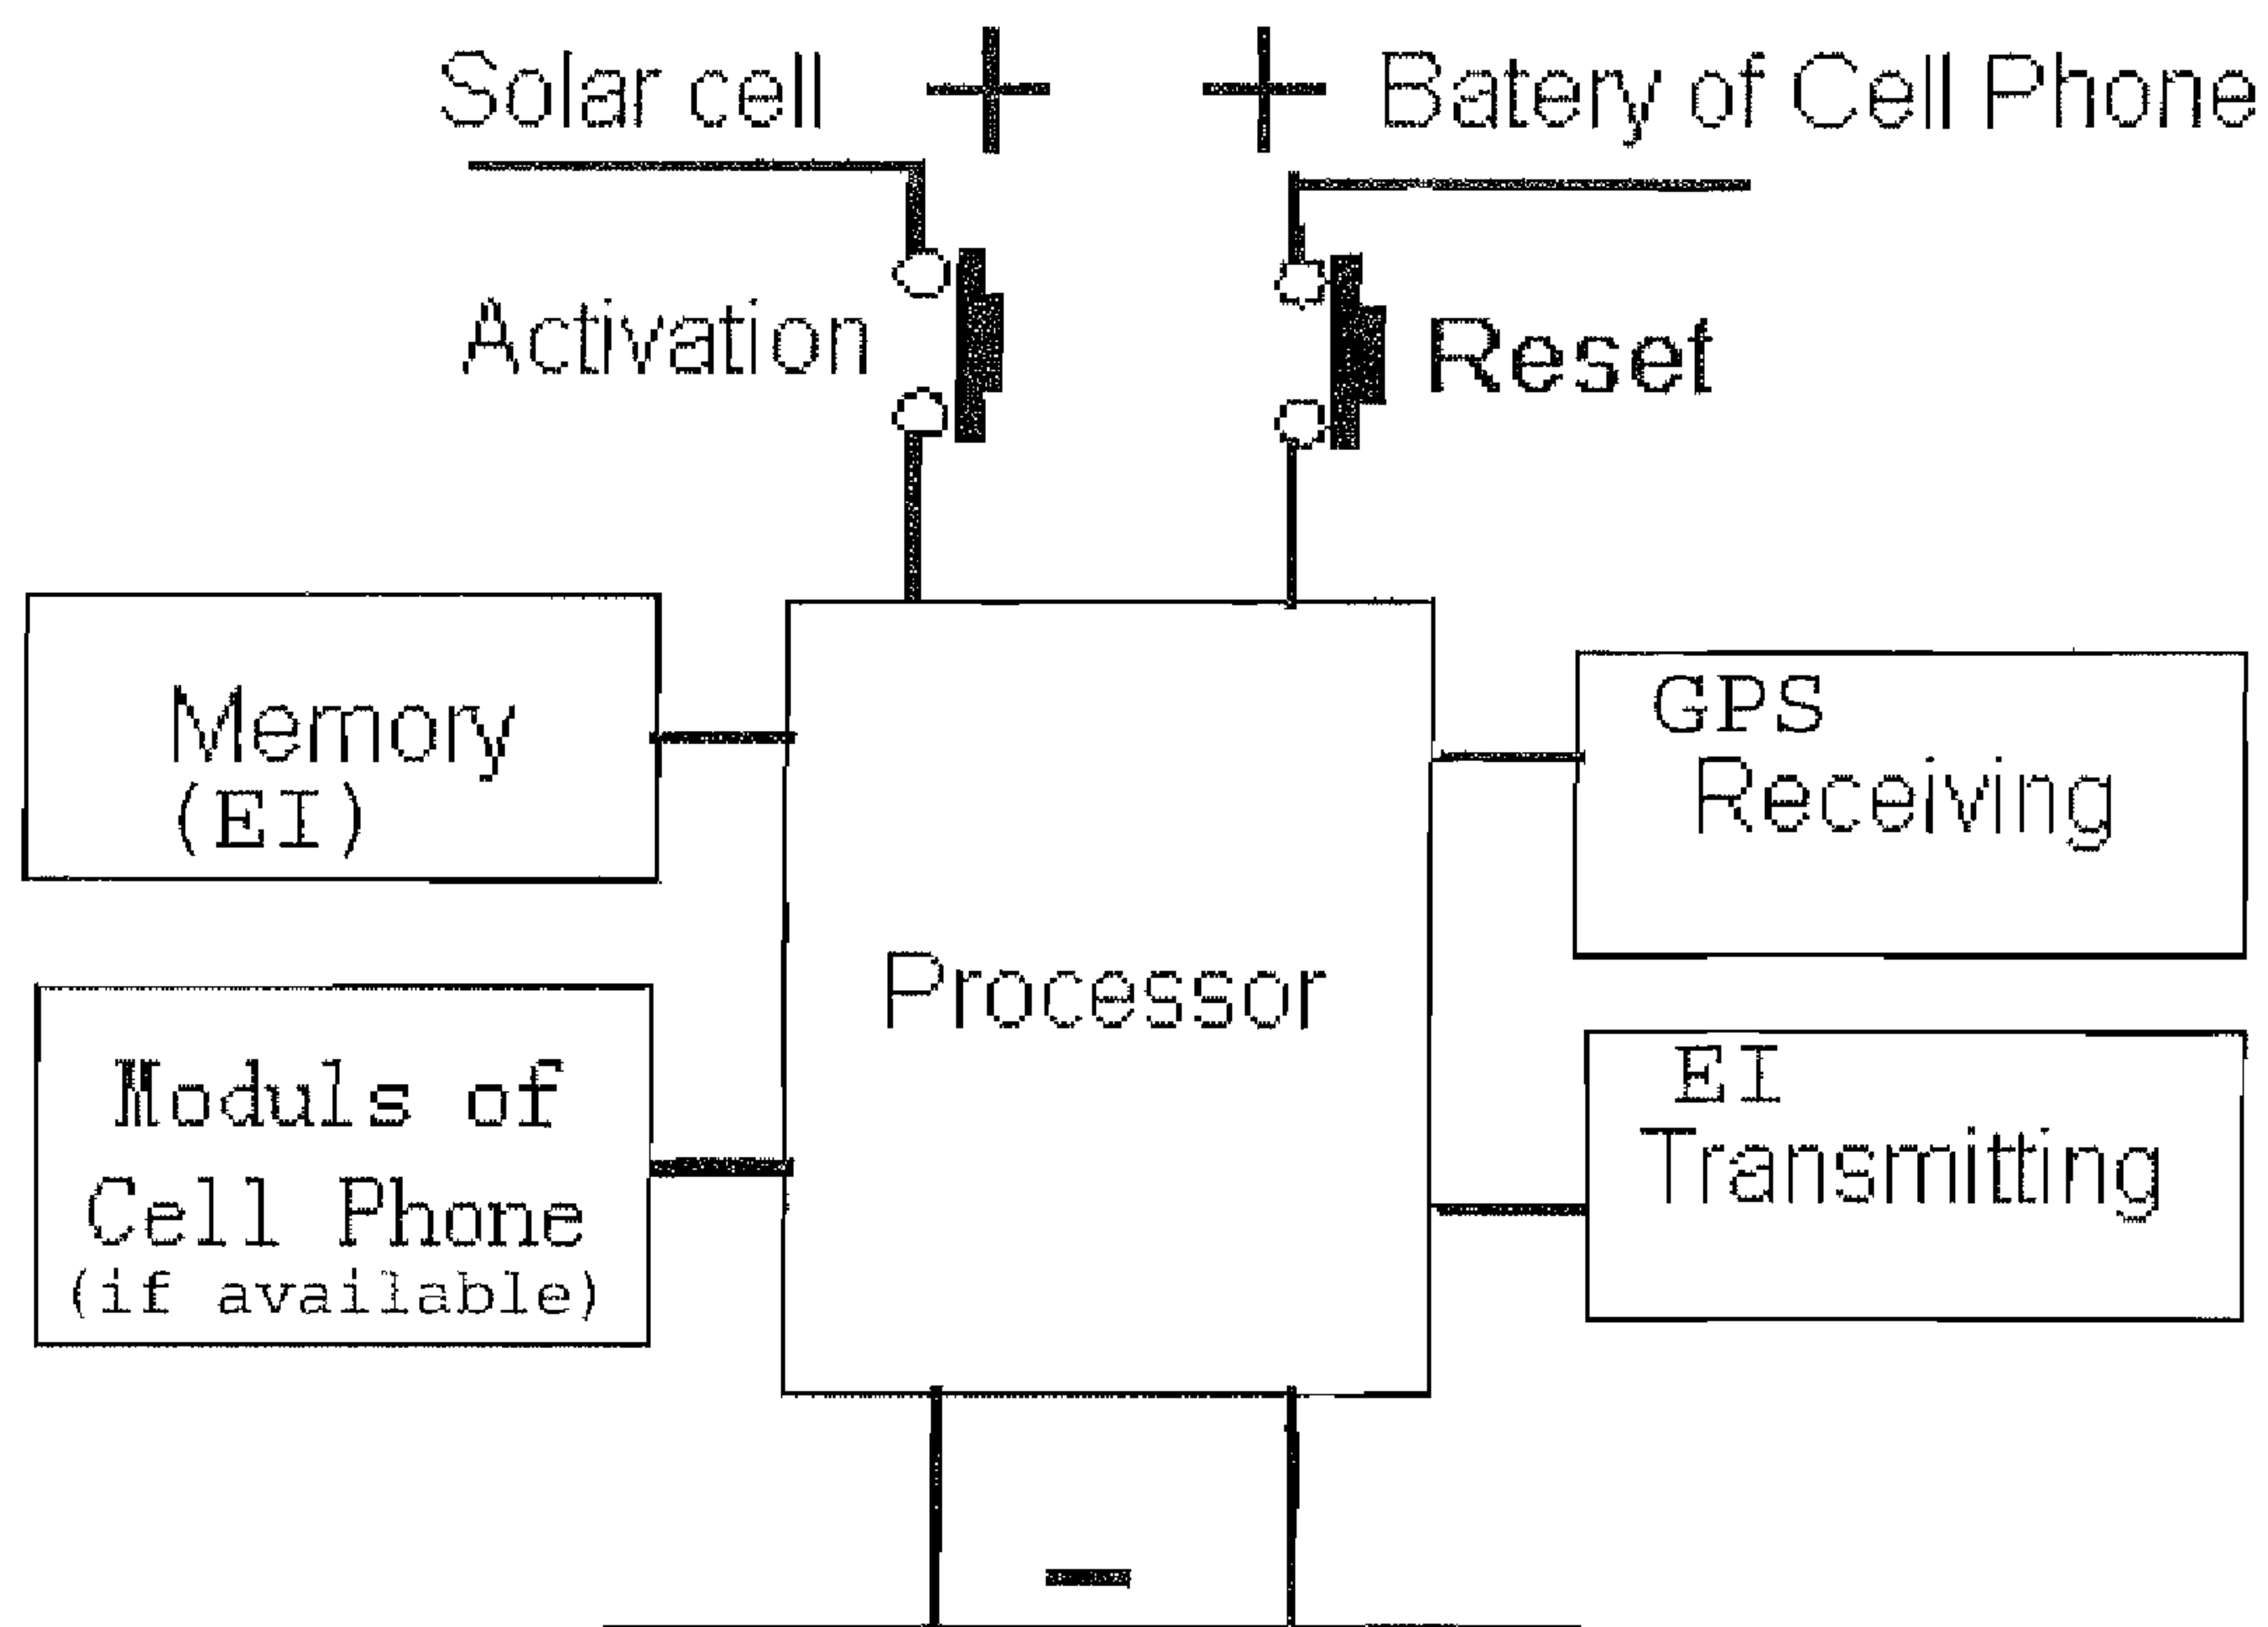 Solar cell + + Batery of Cell Phone
Activation
Reset
Memory
(EI)
GPS
Receiving
Processor
Moduls of
Cell Phone
(if available)
EI
Transmitting
−